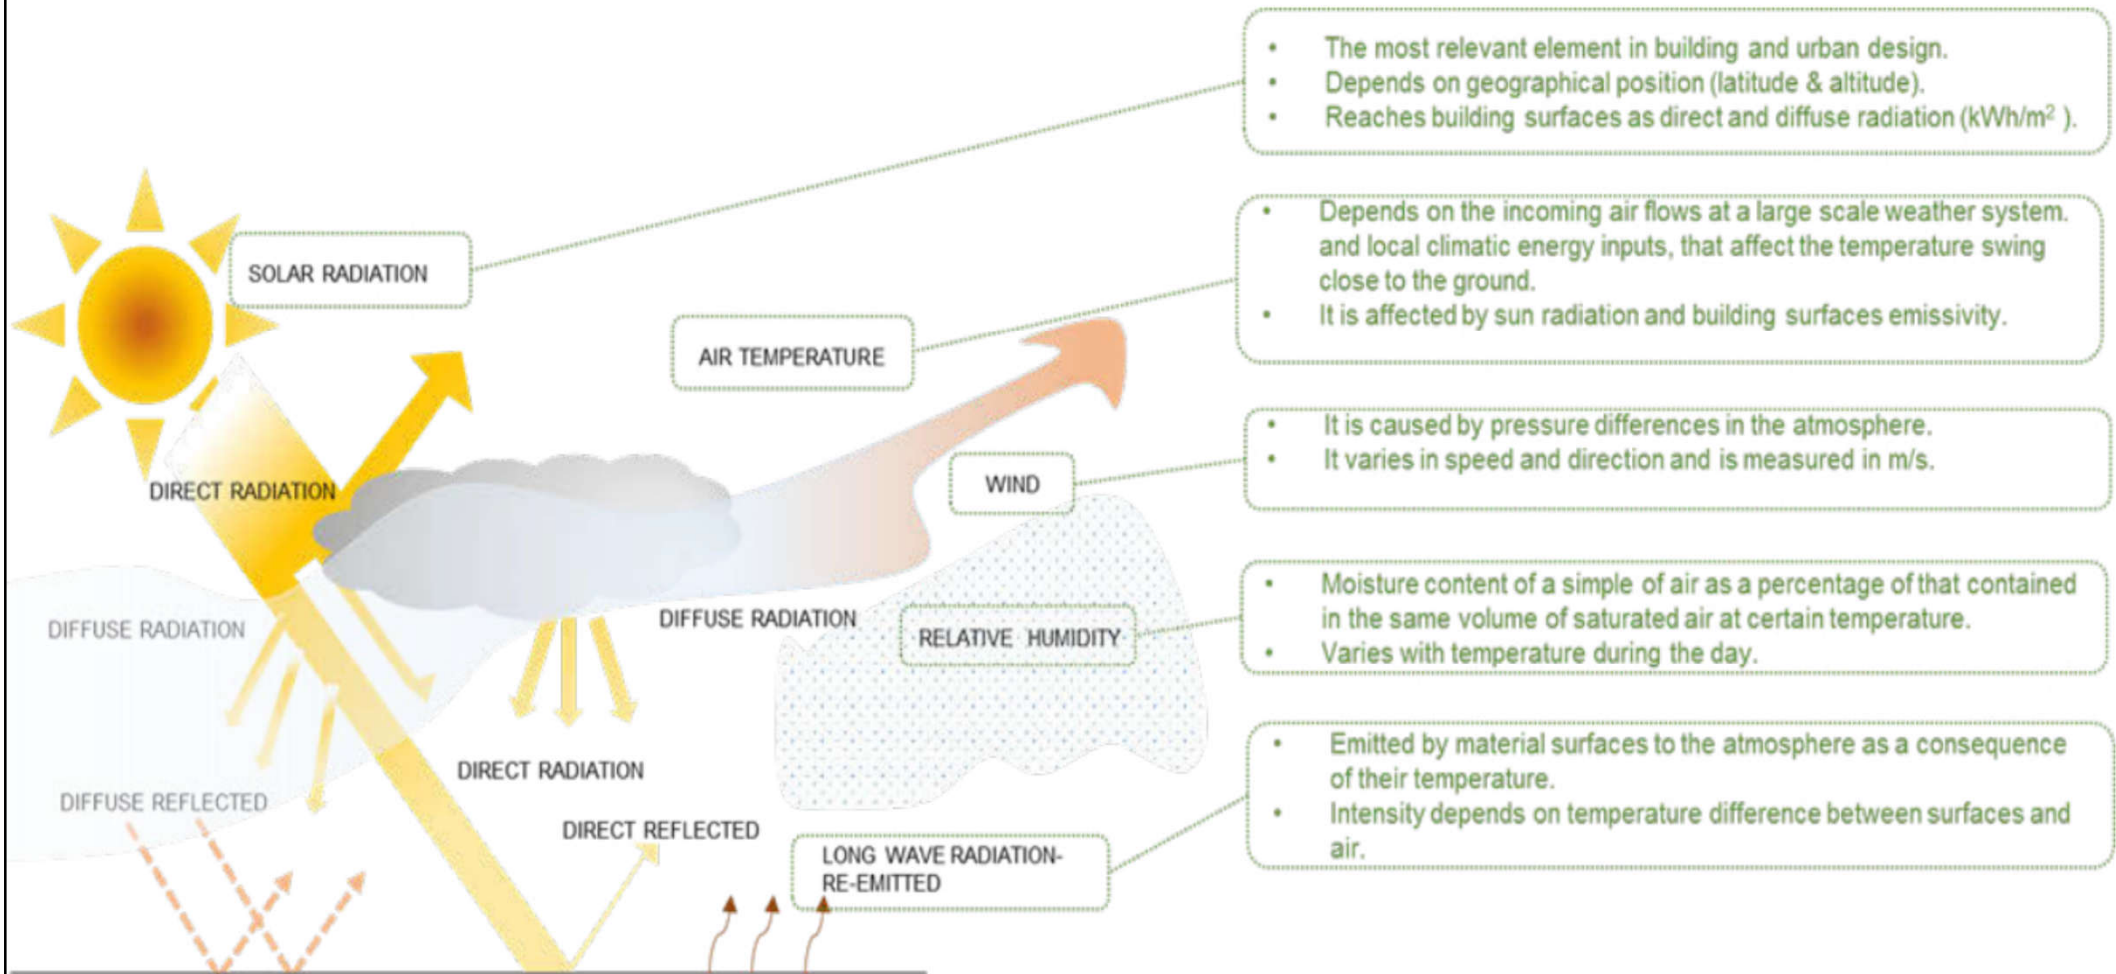 • The most relevant element in building and urban design.
• Depends on geographical position (latitude & altitude).
• Reaches building surfaces as direct and diffuse radiation (kWh/m² ).
SOLAR RADIATION
• Depends on the incoming air flows at a large scale weather system.
and local climatic energy inputs, that affect the temperature swing
close to the ground.
• It is affected by sun radiation and building surfaces emissivity.
AIR TEMPERATURE
• It is caused by pressure differences in the atmosphere.
• It varies in speed and direction and is measured in m/s.
WIND
DIRECT RADIATION
• Moisture content of a simple of air as a percentage of that contained
in the same volume of saturated air at certain temperature.
• Varies with temperature during the day.
DIFFUSE RADIATION
DIFFUSE RADIATION
RELATIVE HUMIDITY
• Emitted by material surfaces to the atmosphere as a consequence
of their temperature.
• Intensity depends on temperature difference between surfaces and
air.
DIRECT RADIATION
DIFFUSE REFLECTED
DIRECT REFLECTED
LONG WAVE RADIATION-
RE-EMITTED